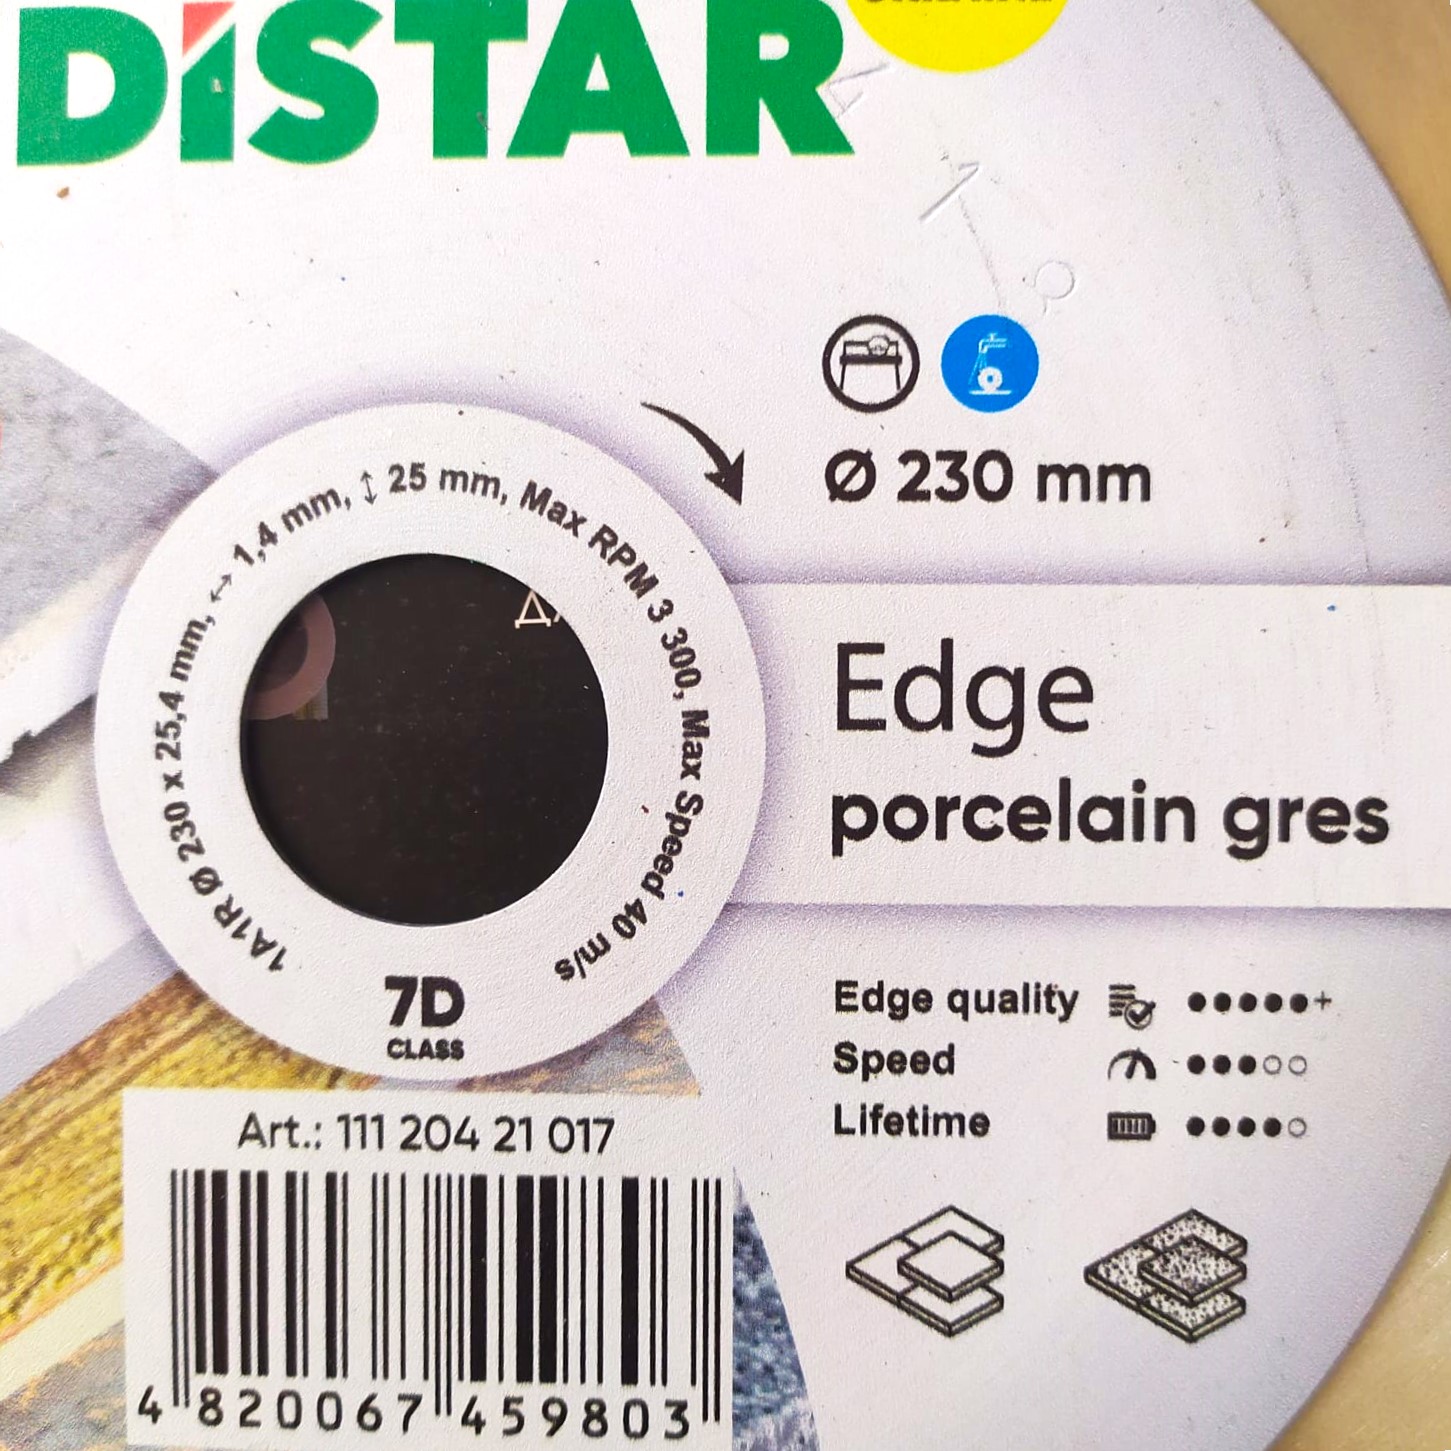 DiSTAR
Ø 230 mm
1A1R Ø 230 x 25,4 mm, ↔ 1,4 mm, ↕ 25 mm, Max RPM 3 300, Max Speed 40 m/s
7D
CLASS
Edge
porcelain gres
Edge quality ●●●●●+
Speed ●●●○○
Lifetime ●●●●○
Art.: 111 204 21 017
4 820067 459803